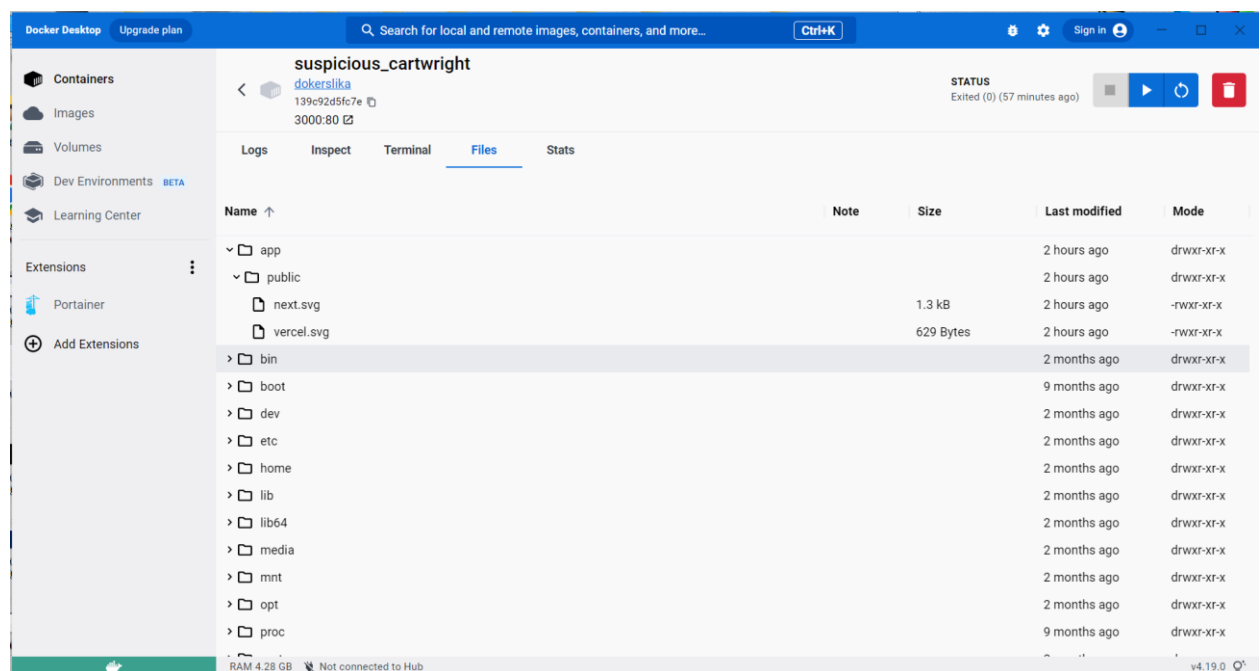 Docker Desktop Upgrade plan Search for local and remote images, containers, and more... Ctrl+K Sign in
Containers
Images
Volumes
Dev Environments BETA
Learning Center
Extensions
Portainer
Add Extensions
suspicious_cartwright
dokerslika
139c92d5fc7e
3000:80
STATUS
Exited (0) (57 minutes ago)
Logs Inspect Terminal Files Stats
Name Note Size Last modified Mode
app 2 hours ago drwxr-xr-x
public 2 hours ago drwxr-xr-x
next.svg 1.3 kB 2 hours ago -rwxr-xr-x
vercel.svg 629 Bytes 2 hours ago -rwxr-xr-x
bin 2 months ago drwxr-xr-x
boot 9 months ago drwxr-xr-x
dev 2 months ago drwxr-xr-x
etc 2 months ago drwxr-xr-x
home 2 months ago drwxr-xr-x
lib 2 months ago drwxr-xr-x
lib64 2 months ago drwxr-xr-x
media 2 months ago drwxr-xr-x
mnt 2 months ago drwxr-xr-x
opt 2 months ago drwxr-xr-x
proc 9 months ago drwxr-xr-x
RAM 4.28 GB Not connected to Hub v4.19.0